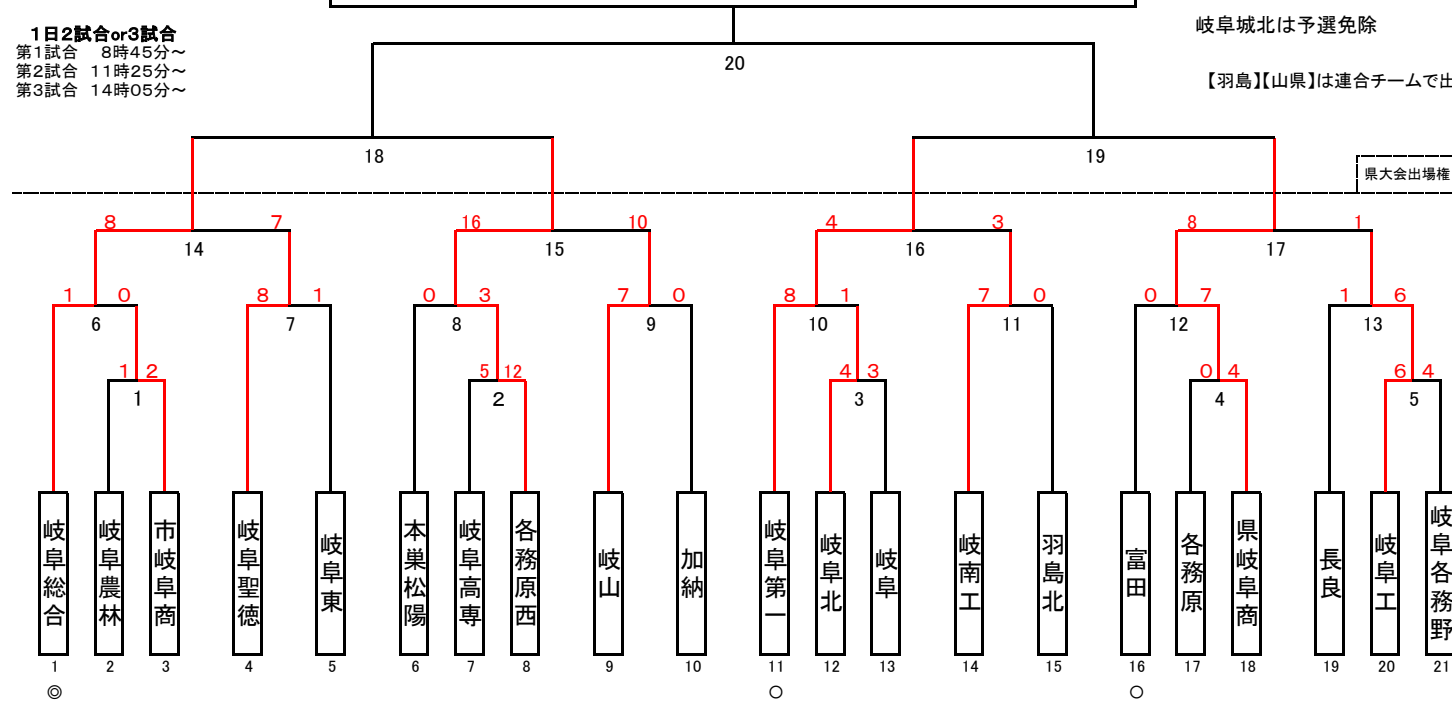 1日2試合or3試合
第1試合 8時45分～
第2試合 11時25分～
第3試合 14時05分～
岐阜城北は予選免除
【羽島】【山県】は連合チームで出
20
18
19
県大会出場権
8 7 16 10 4 3 8 1
14 15 16 17
1 0 8 1 0 3 7 0 8 1 7 0 0 7 1 6
6 7 8 9 10 11 12 13
1 2 5 12 4 3 0 4 6 4
1 2 3 4 5
岐阜総合
岐阜農林
市岐阜商
岐阜聖徳
岐阜東
本巣松陽
岐阜高専
各務原西
岐山
加納
岐阜第一
岐阜北
岐阜
岐南工
羽島北
富田
各務原
県岐阜商
長良
岐阜工
岐阜各務野
1 2 3 4 5 6 7 8 9 10 11 12 13 14 15 16 17 18 19 20 21
◎ ○ ○